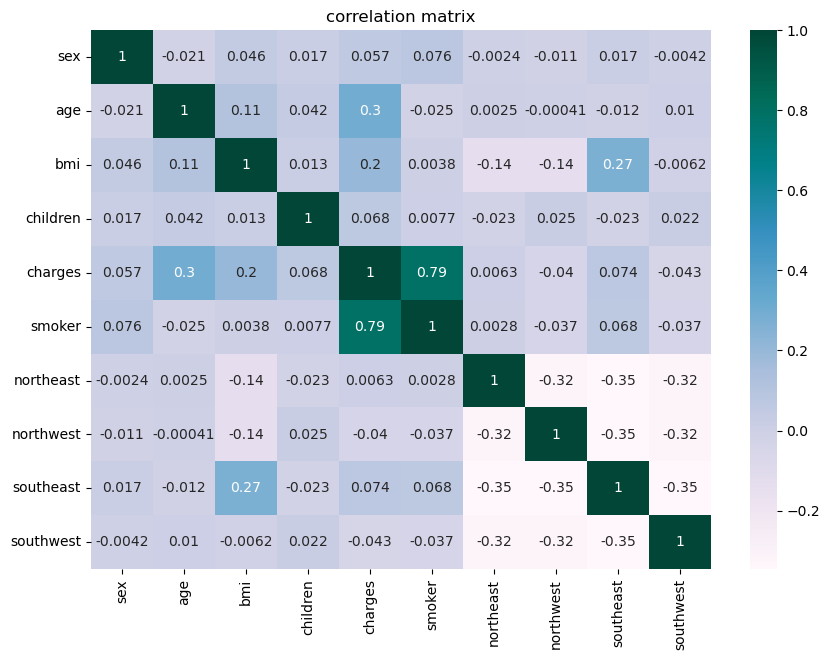 correlation matrix
sex 1 -0.021 0.046 0.017 0.057 0.076 -0.0024 -0.011 0.017 -0.0042
age -0.021 1 0.11 0.042 0.3 -0.025 0.0025 -0.00041 -0.012 0.01
bmi 0.046 0.11 1 0.013 0.2 0.0038 -0.14 -0.14 0.27 -0.0062
children 0.017 0.042 0.013 1 0.068 0.0077 -0.023 0.025 -0.023 0.022
charges 0.057 0.3 0.2 0.068 1 0.79 0.0063 -0.04 0.074 -0.043
smoker 0.076 -0.025 0.0038 0.0077 0.79 1 0.0028 -0.037 0.068 -0.037
northeast -0.0024 0.0025 -0.14 -0.023 0.0063 0.0028 1 -0.32 -0.35 -0.32
northwest -0.011 -0.00041 -0.14 0.025 -0.04 -0.037 -0.32 1 -0.35 -0.32
southeast 0.017 -0.012 0.27 -0.023 0.074 0.068 -0.35 -0.35 1 -0.35
southwest -0.0042 0.01 -0.0062 0.022 -0.043 -0.037 -0.32 -0.32 -0.35 1
sex age bmi children charges smoker northeast northwest southeast southwest
1.0
0.8
0.6
0.4
0.2
0.0
−0.2